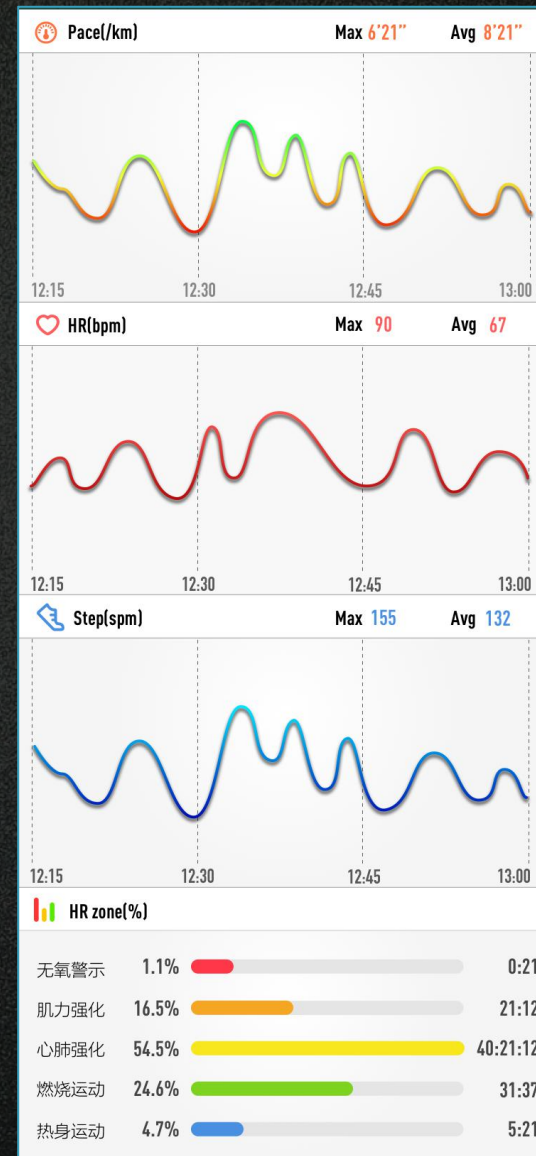 Pace(/km) Max 6'21” Avg 8'21”
12:15 12:30 12:45 13:00
HR(bpm) Max 90 Avg 67
12:15 12:30 12:45 13:00
Step(spm) Max 155 Avg 132
12:15 12:30 12:45 13:00
HR zone(%)
无氧警示 1.1% 0:21
肌力强化 16.5% 21:12
心肺强化 54.5% 40:21:12
燃烧运动 24.6% 31:37
热身运动 4.7% 5:21